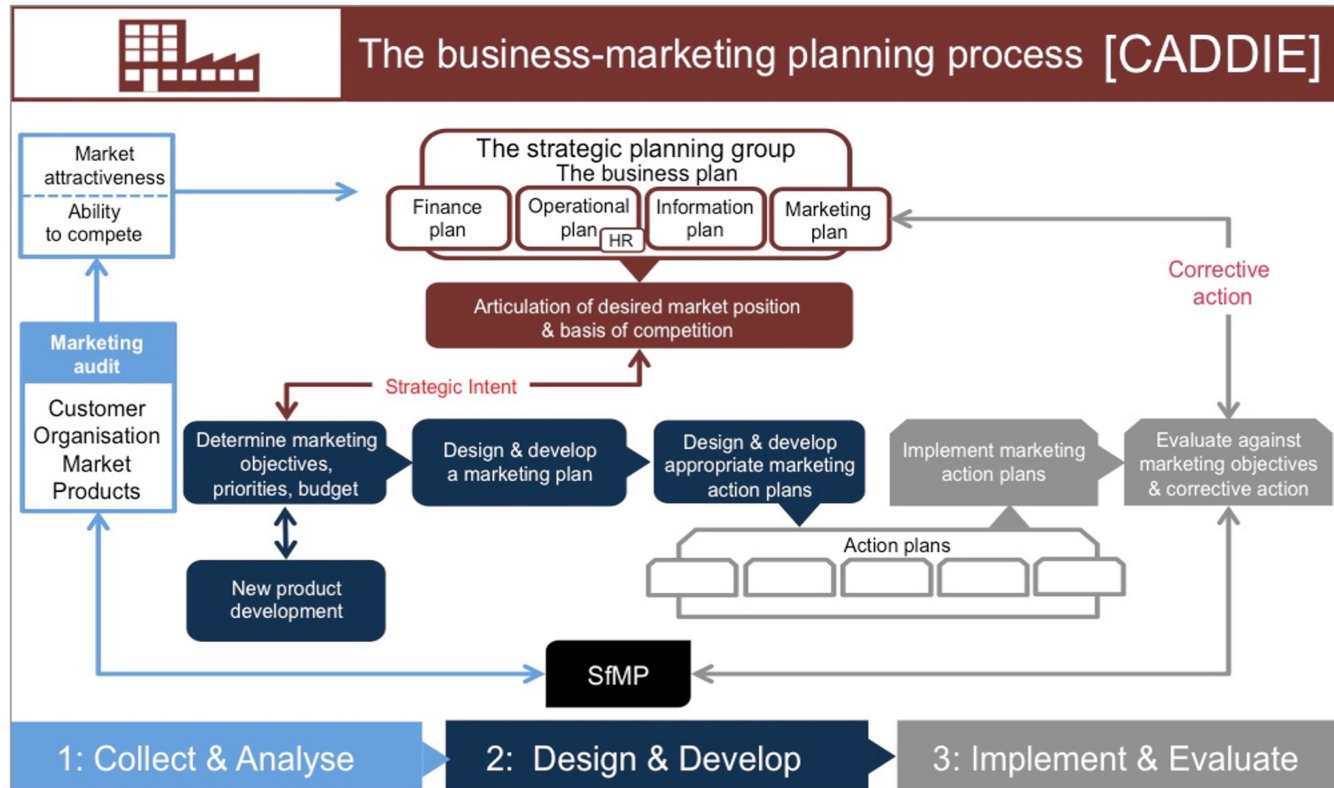 The business-marketing planning process [CADDIE]
Market
attractiveness
Ability
to compete
The strategic planning group
The business plan
Finance
plan
Operational
plan
HR
Information
plan
Marketing
plan
Corrective
action
Articulation of desired market position
& basis of competition
Marketing
audit
Customer
Organisation
Market
Products
Strategic Intent
Determine marketing
objectives,
priorities, budget
Design & develop
a marketing plan
Design & develop
appropriate marketing
action plans
Implement marketing
action plans
Evaluate against
marketing objectives
& corrective action
New product
development
Action plans
SfMP
1: Collect & Analyse
2: Design & Develop
3: Implement & Evaluate